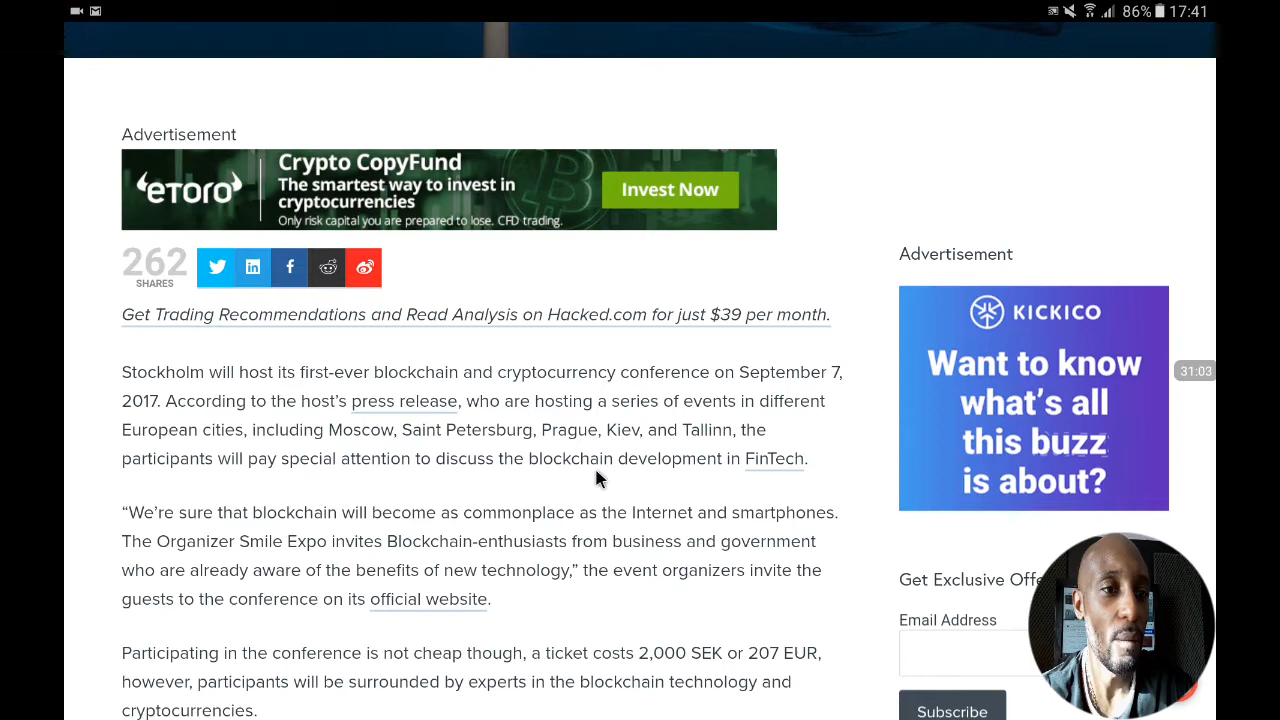 86% 17:41
Advertisement
eTORO
Crypto CopyFund
The smartest way to invest in
cryptocurrencies
Only risk capital you are prepared to lose. CFD trading.
Invest Now
262
SHARES
Get Trading Recommendations and Read Analysis on Hacked.com for just $39 per month.
Stockholm will host its first-ever blockchain and cryptocurrency conference on September 7,
2017. According to the host's press release, who are hosting a series of events in different
European cities, including Moscow, Saint Petersburg, Prague, Kiev, and Tallinn, the
participants will pay special attention to discuss the blockchain development in FinTech.
“We’re sure that blockchain will become as commonplace as the Internet and smartphones.
The Organizer Smile Expo invites Blockchain-enthusiasts from business and government
who are already aware of the benefits of new technology,” the event organizers invite the
guests to the conference on its official website.
Participating in the conference is not cheap though, a ticket costs 2,000 SEK or 207 EUR,
however, participants will be surrounded by experts in the blockchain technology and
cryptocurrencies.
Advertisement
KICKICO
Want to know
what's all
this buzz
is about?
31:03
Get Exclusive
Email Address
Subscribe